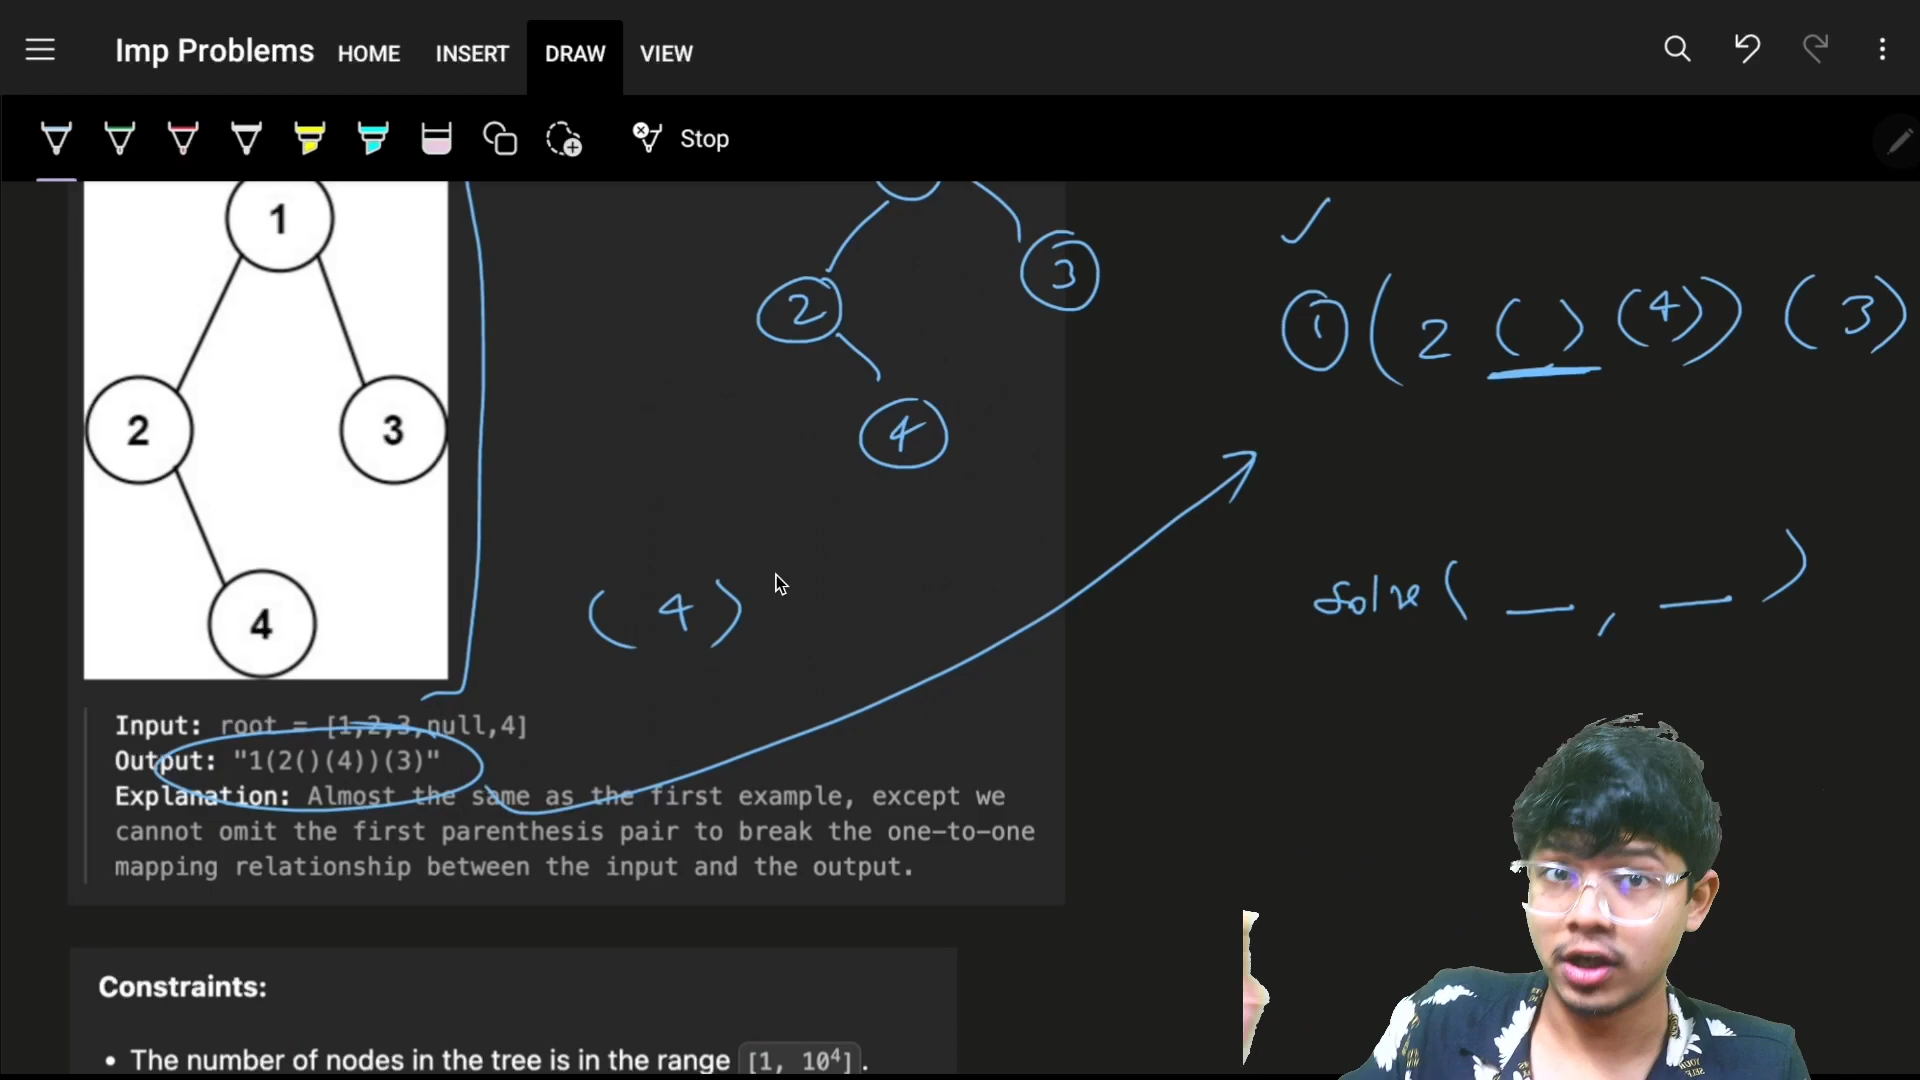 Imp Problems HOME INSERT DRAW VIEW
Stop
1
2
3
4
2
3
4
( 4 )
1 ( 2 ( ) ( 4 ) ) ( 3 )
solve ( __ , __ )
Input: root = [1,2,3,null,4]
Output: "1(2()(4))(3)"
Explanation: Almost the same as the first example, except we
cannot omit the first parenthesis pair to break the one-to-one
mapping relationship between the input and the output.
Constraints:
• The number of nodes in the tree is in the range [1, 10⁴].